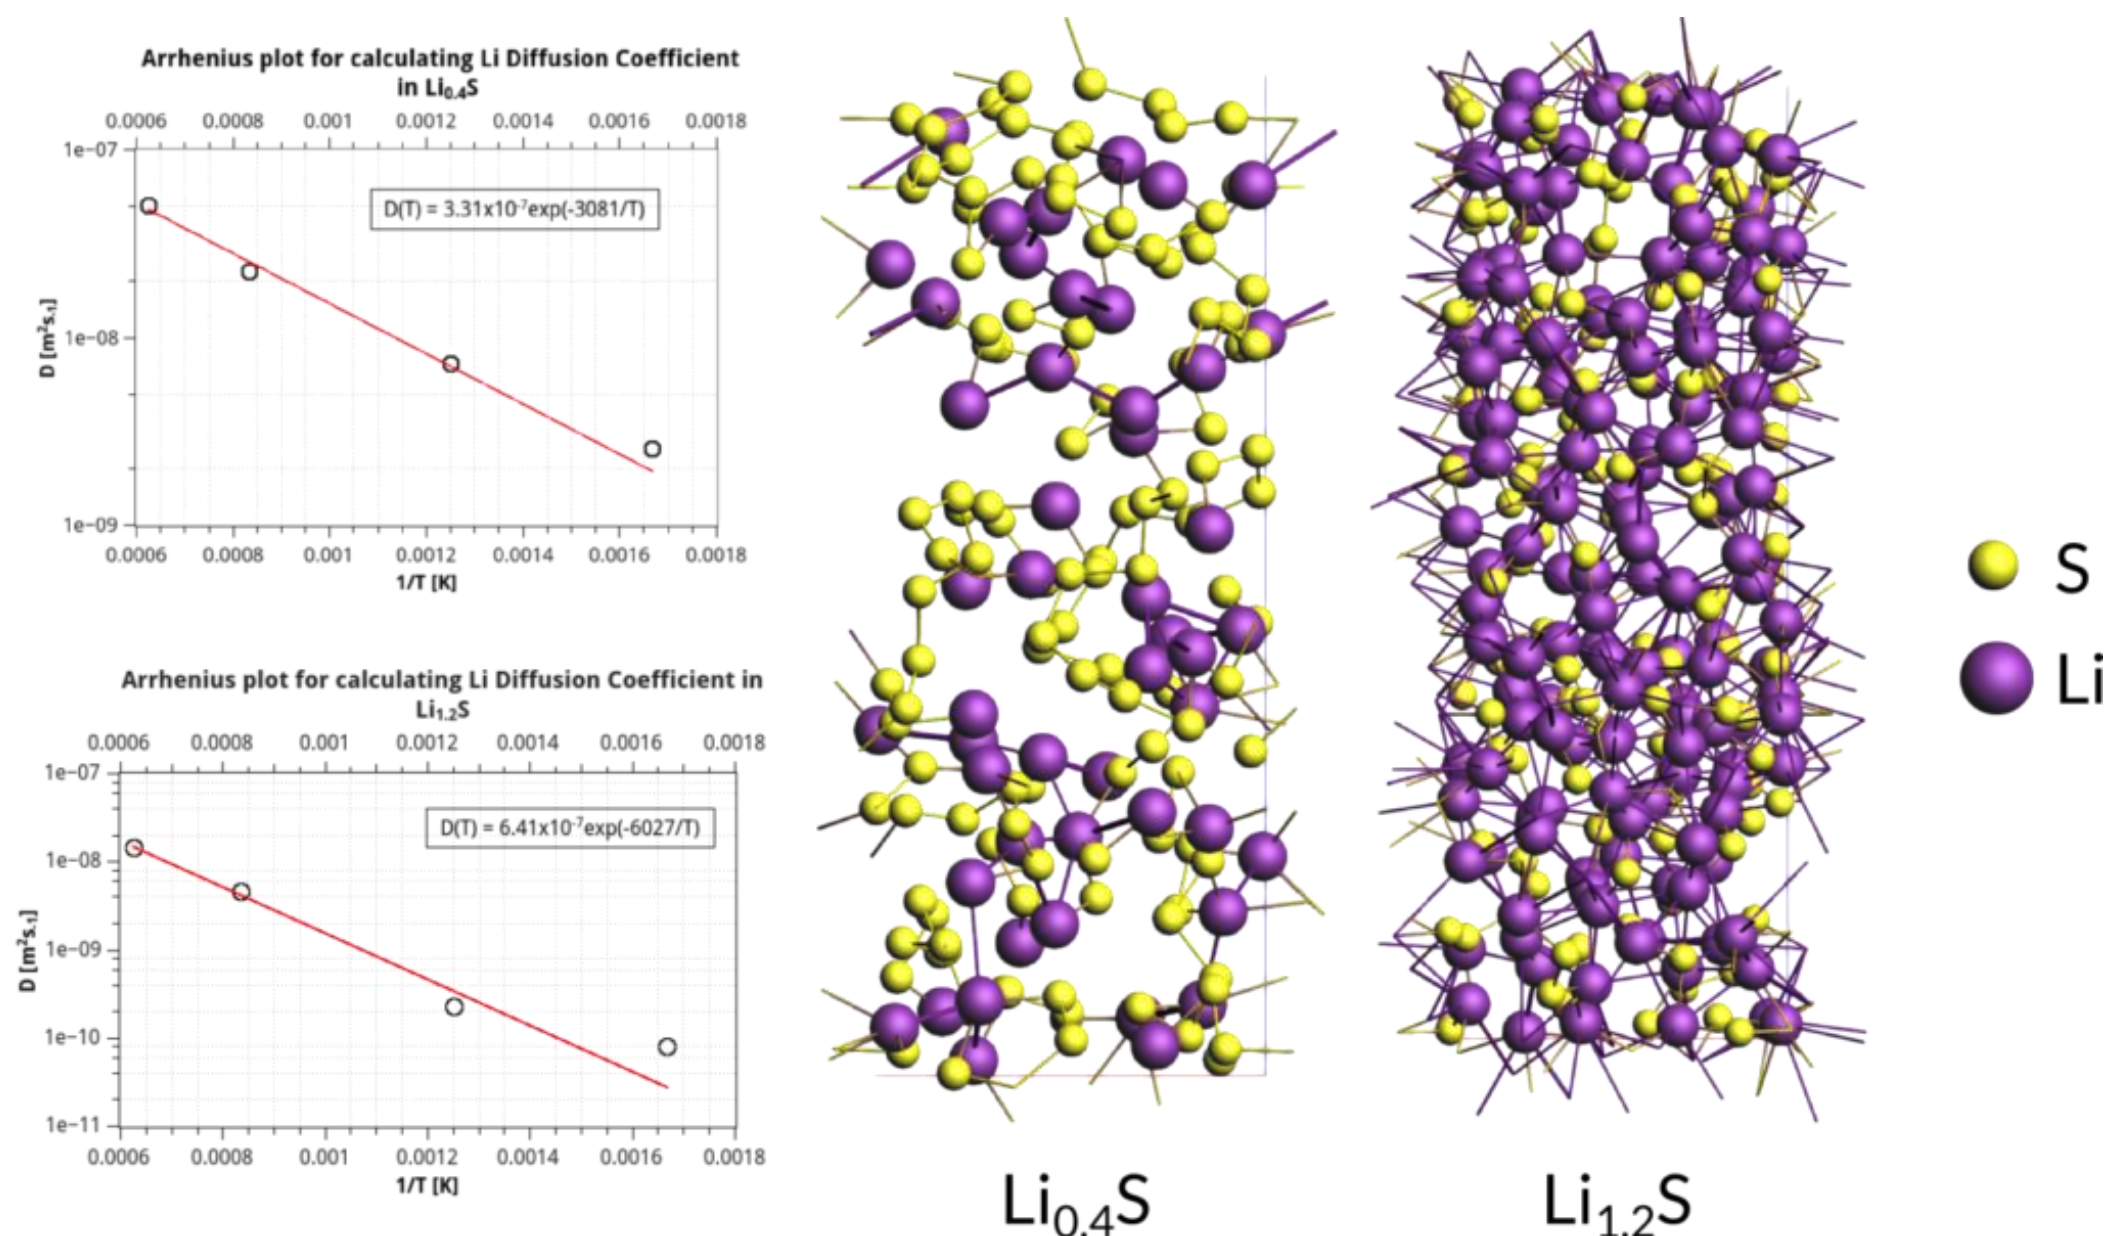 Arrhenius plot for calculating Li Diffusion Coefficient
in Li₀.₄S
0.0006 0.0008 0.001 0.0012 0.0014 0.0016 0.0018
1e−07
D(T) = 3.31x10⁻⁷exp(-3081/T)
D [m²s₋₁]
1e−08
1e−09
0.0006 0.0008 0.001 0.0012 0.0014 0.0016 0.0018
1/T [K]
Arrhenius plot for calculating Li Diffusion Coefficient in
Li₁.₂S
0.0006 0.0008 0.001 0.0012 0.0014 0.0016 0.0018
1e−07
D(T) = 6.41x10⁻⁷exp(-6027/T)
1e−08
D [m²s₋₁]
1e−09
1e−10
1e−11
0.0006 0.0008 0.001 0.0012 0.0014 0.0016 0.0018
1/T [K]
Li₀.₄S
Li₁.₂S
S
Li